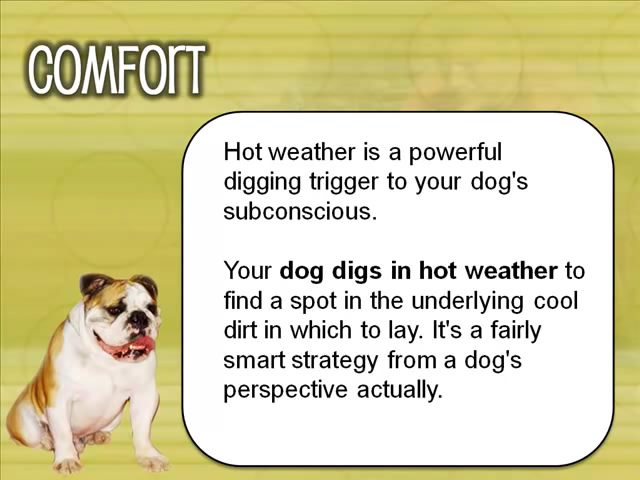 COMFORT
Hot weather is a powerful
digging trigger to your dog's
subconscious.
Your dog digs in hot weather to
find a spot in the underlying cool
dirt in which to lay. It's a fairly
smart strategy from a dog's
perspective actually.